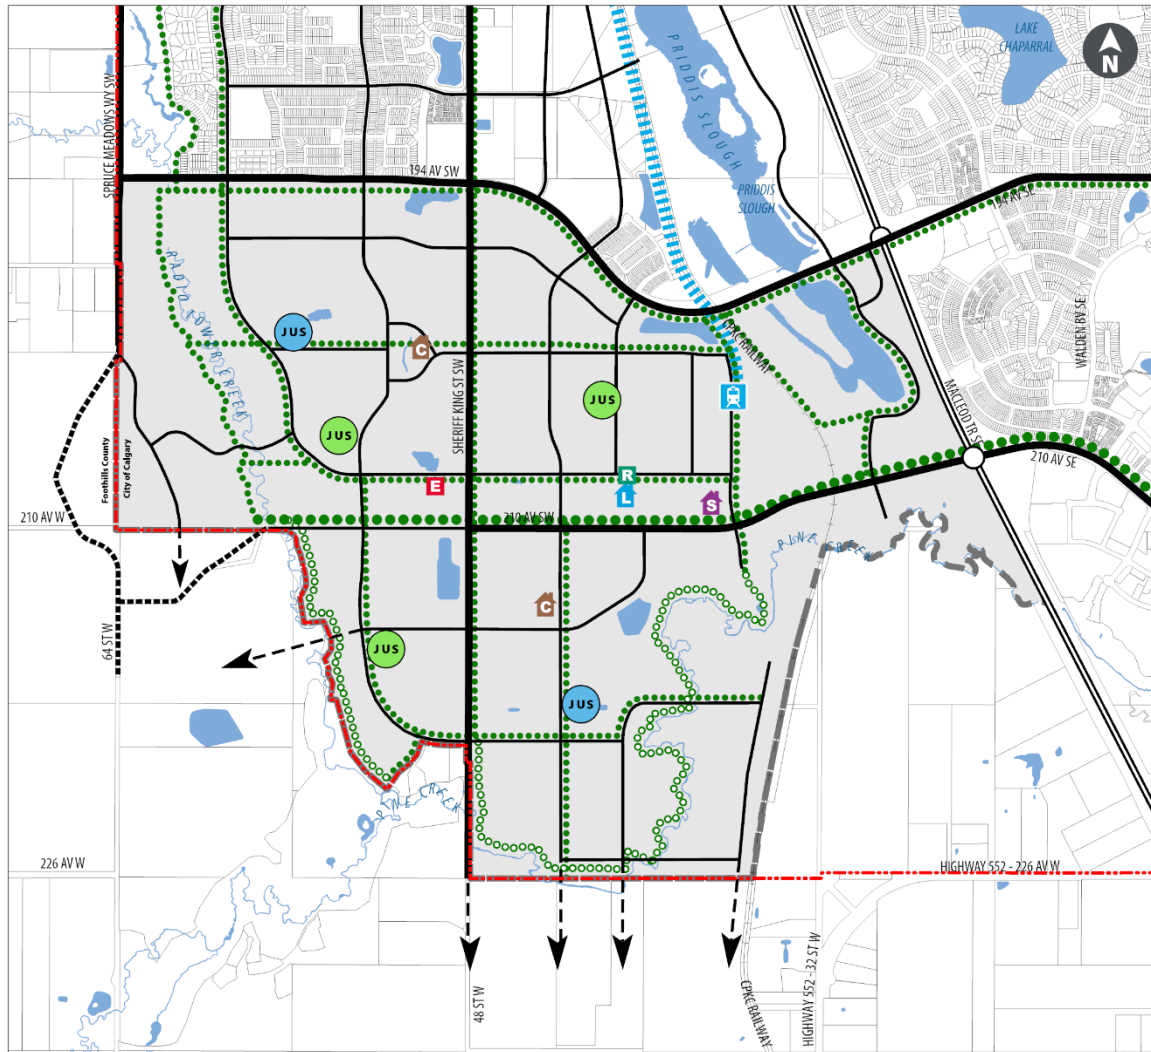 LAKE
CHAPARRAL
N
PRIDDIS SLOUGH
PRIDDIS
SLOUGH
SPRUCE MEADOWS WY SW
194 AV SW
194 AV SE
RADIO TOWER CREEK
JUS
C
SHERIFF KING ST SW
CPKC RAILWAY
WALDEN BV SE
MACLEOD TR S
JUS
JUS
Foothills County
City of Calgary
E
R
L
S
210 AV SE
210 AV W
210 AV SW
PINE CREEK
C
64 ST W
JUS
JUS
PINE CREEK
226 AV W
HIGHWAY 552 - 226 AV W
48 ST W
CPKC RAILWAY
HIGHWAY 552 - 32 ST W